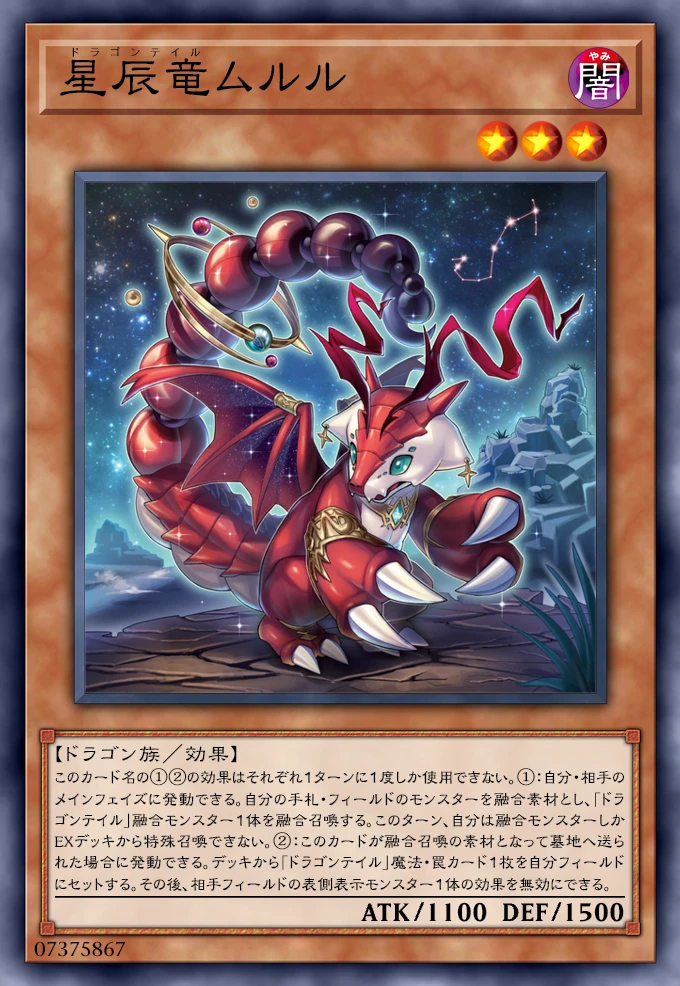 ドラゴンテイル
星辰竜ムルル
やみ
闇
【ドラゴン族／効果】
このカード名の①②の効果はそれぞれ1ターンに1度しか使用できない。①：自分・相手の
メインフェイズに発動できる。自分の手札・フィールドのモンスターを融合素材とし、「ドラ
ゴンテイル」融合モンスター1体を融合召喚する。このターン、自分は融合モンスターしか
EXデッキから特殊召喚できない。②：このカードが融合召喚の素材となって墓地へ送ら
れた場合に発動できる。デッキから「ドラゴンテイル」魔法・罠カード1枚を自分フィールド
にセットする。その後、相手フィールドの表側表示モンスター1体の効果を無効にできる。
ATK/1100 DEF/1500
07375867